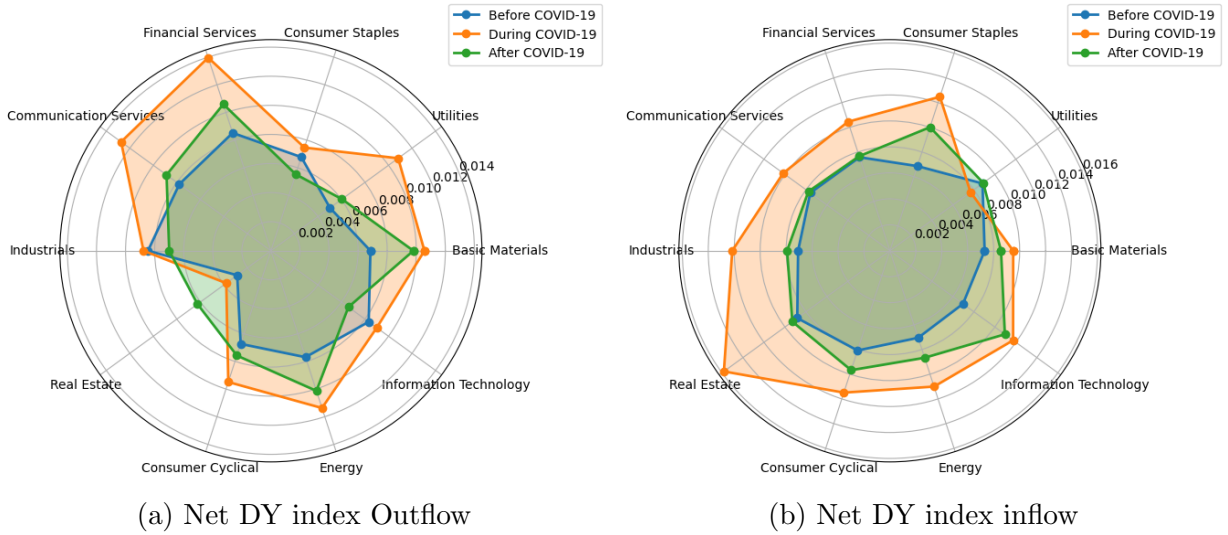 Before COVID-19
During COVID-19
After COVID-19
Financial Services
Consumer Staples
Communication Services
Utilities
0.014
0.012
0.010
0.008
0.006
0.004
0.002
Industrials
Basic Materials
Real Estate
Information Technology
Consumer Cyclical
Energy
(a) Net DY index Outflow
Before COVID-19
During COVID-19
After COVID-19
Financial Services
Consumer Staples
Communication Services
Utilities
0.016
0.014
0.012
0.010
0.008
0.006
0.004
0.002
Industrials
Basic Materials
Real Estate
Information Technology
Consumer Cyclical
Energy
(b) Net DY index inflow